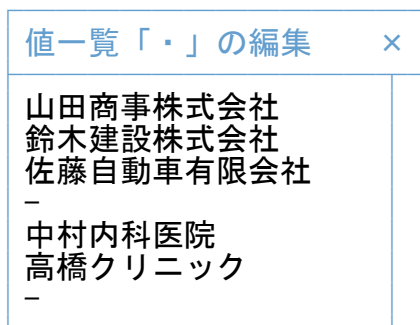 値一覧「・」の編集 ×
山田商事株式会社
鈴木建設株式会社
佐藤自動車有限会社
–
中村内科医院
高橋クリニック
–